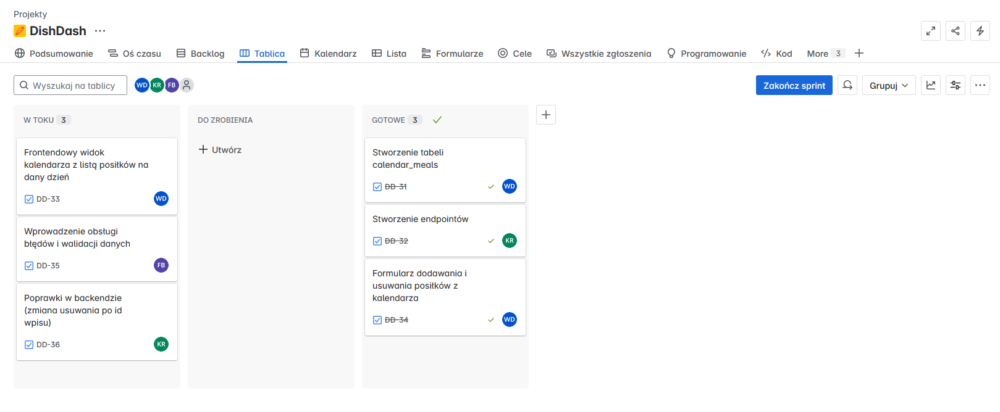 Projekty
DishDash
Podsumowanie
Oś czasu
Backlog
Tablica
Kalendarz
Lista
Formularze
Cele
Wszystkie zgłoszenia
Programowanie
Kod
More 3
Wyszukaj na tablicy
WD
KR
FB
Zakończ sprint
Grupuj
W TOKU 3
Frontendowy widok
kalendarza z listą posiłków na
dany dzień
DD-33
WD
Wprowadzenie obsługi
błędów i walidacji danych
DD-35
FB
Poprawki w backendzie
(zmiana usuwania po id
wpisu)
DD-36
KR
DO ZROBIENIA
Utwórz
GOTOWE 3
Stworzenie tabeli
calendar_meals
DD-31
WD
Stworzenie endpointów
DD-32
KR
Formularz dodawania i
usuwania posiłków z
kalendarza
DD-34
WD